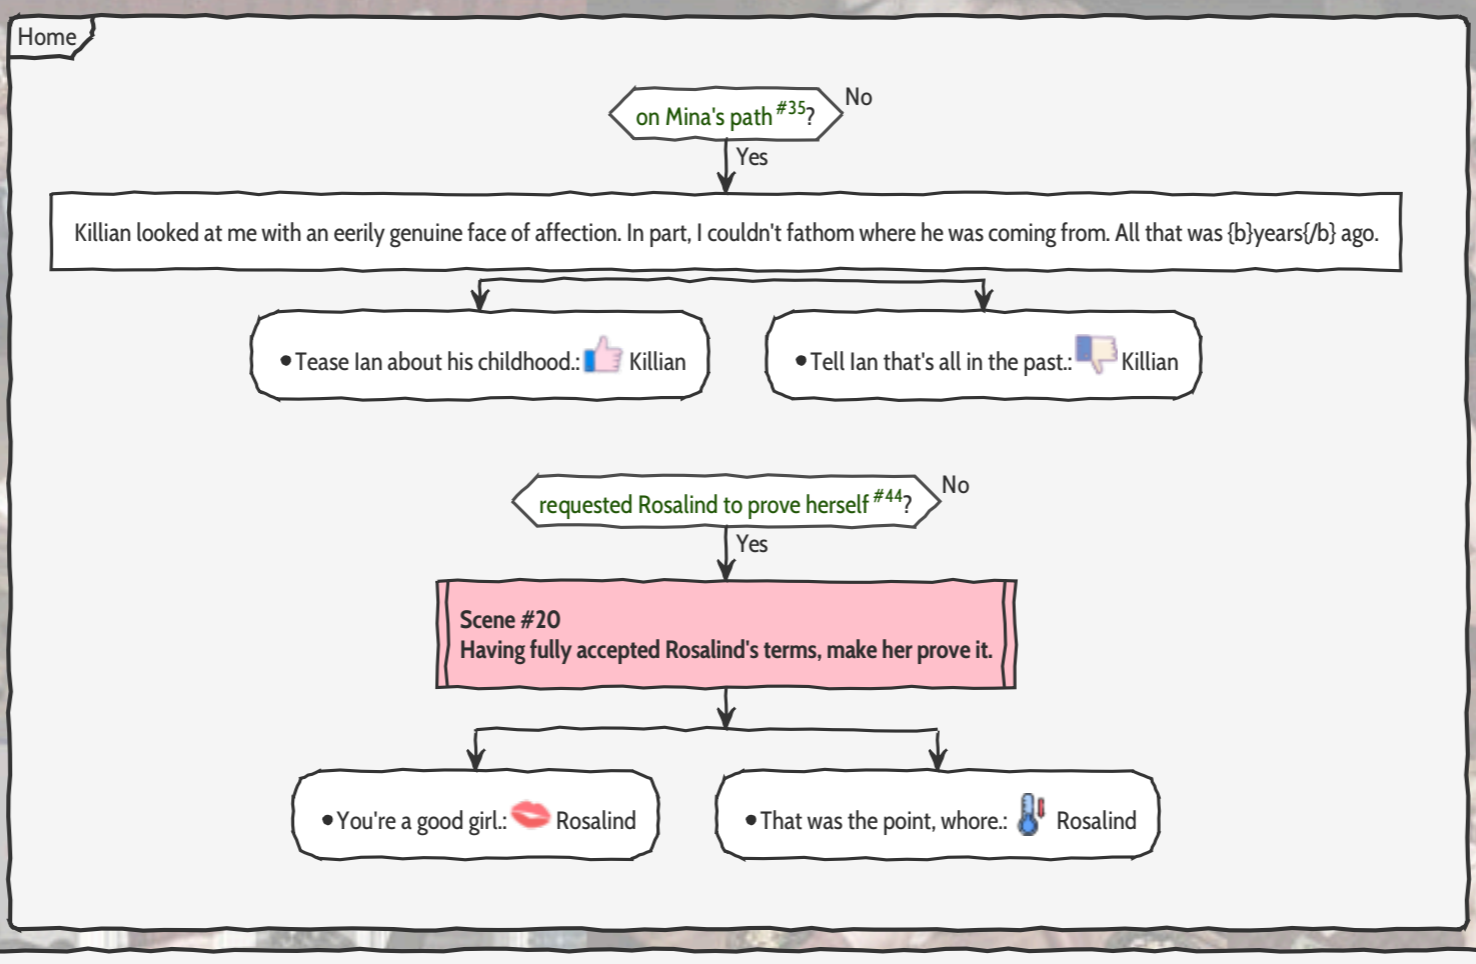 Home
on Mina's path #35?
No
Yes
Killian looked at me with an eerily genuine face of affection. In part, I couldn't fathom where he was coming from. All that was {b}years{/b} ago.
•Tease Ian about his childhood.: Killian
•Tell Ian that's all in the past.: Killian
requested Rosalind to prove herself #44?
No
Yes
Scene #20
Having fully accepted Rosalind's terms, make her prove it.
•You're a good girl.: Rosalind
•That was the point, whore.: Rosalind